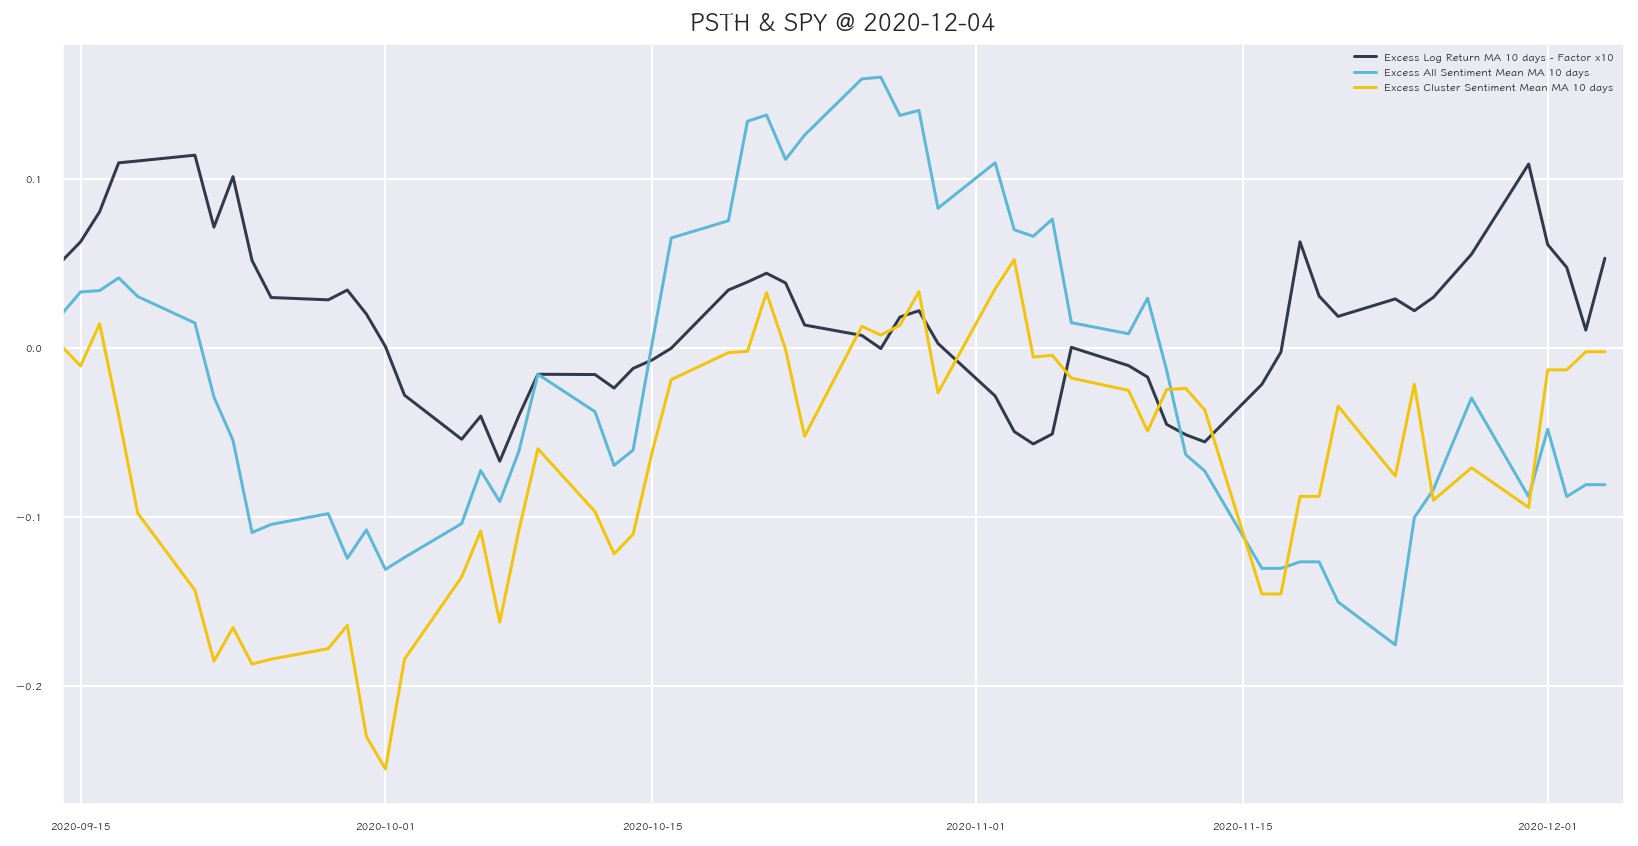 PSTH & SPY @ 2020-12-04
Excess Log Return MA 10 days - Factor x10
Excess All Sentiment Mean MA 10 days
Excess Cluster Sentiment Mean MA 10 days
0.1
0.0
−0.1
−0.2
2020-09-15
2020-10-01
2020-10-15
2020-11-01
2020-11-15
2020-12-01